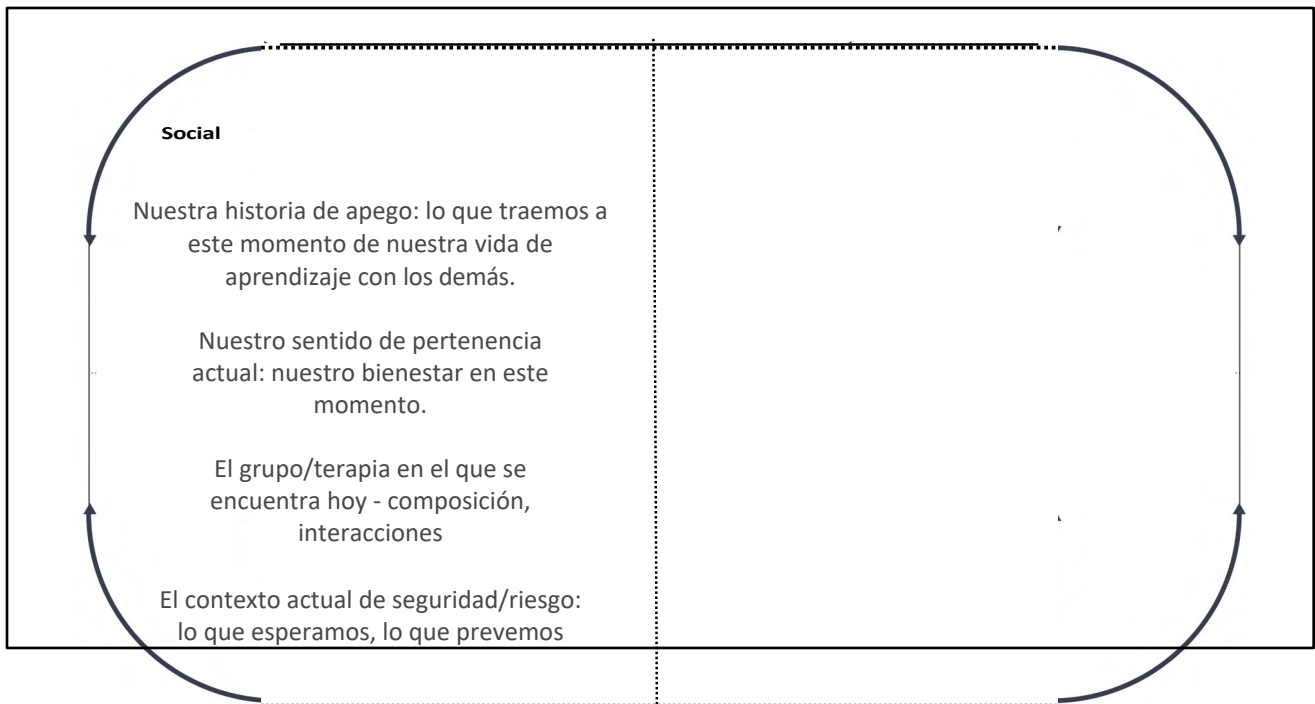 Social
Nuestra historia de apego: lo que traemos a
este momento de nuestra vida de
aprendizaje con los demás.
Nuestro sentido de pertenencia
actual: nuestro bienestar en este
momento.
El grupo/terapia en el que se
encuentra hoy - composición,
interacciones
El contexto actual de seguridad/riesgo:
lo que esperamos, lo que prevemos